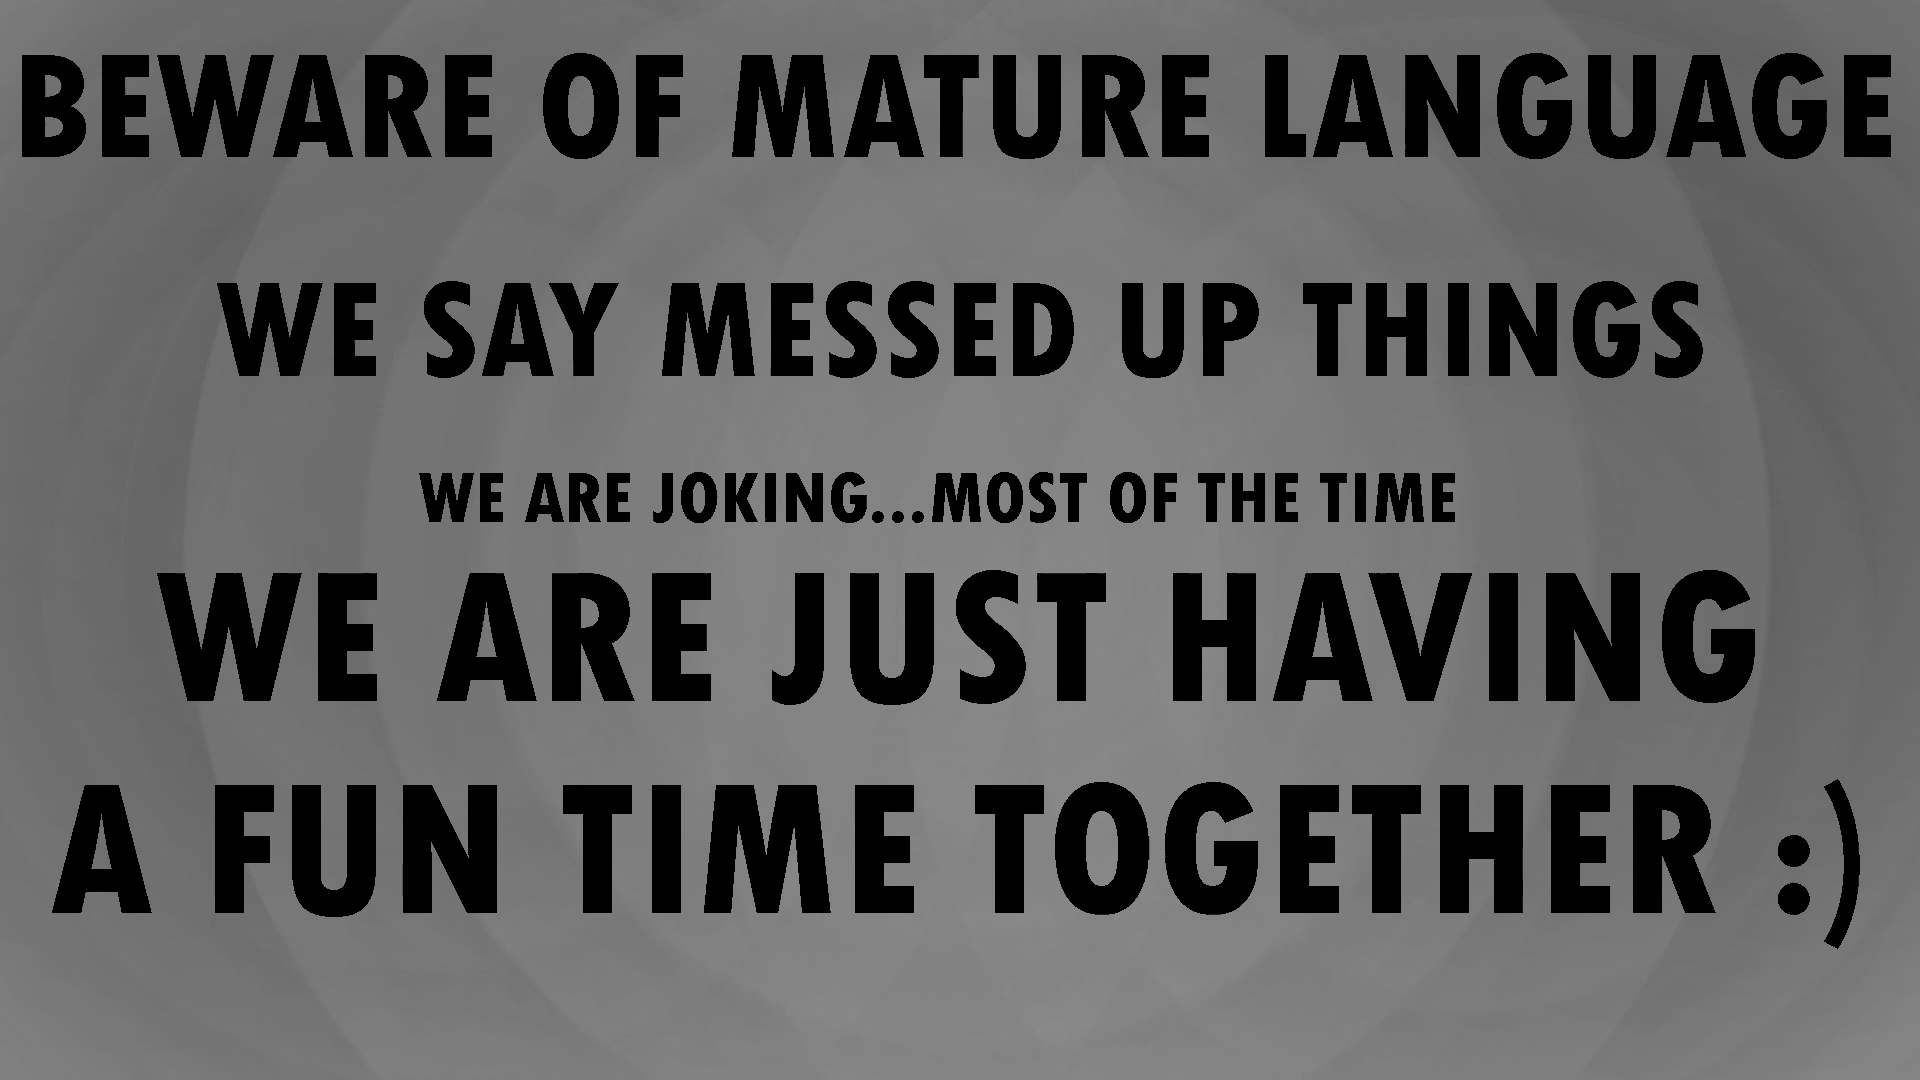 BEWARE OF MATURE LANGUAGE
WE SAY MESSED UP THINGS
WE ARE JOKING...MOST OF THE TIME
WE ARE JUST HAVING
A FUN TIME TOGETHER :)